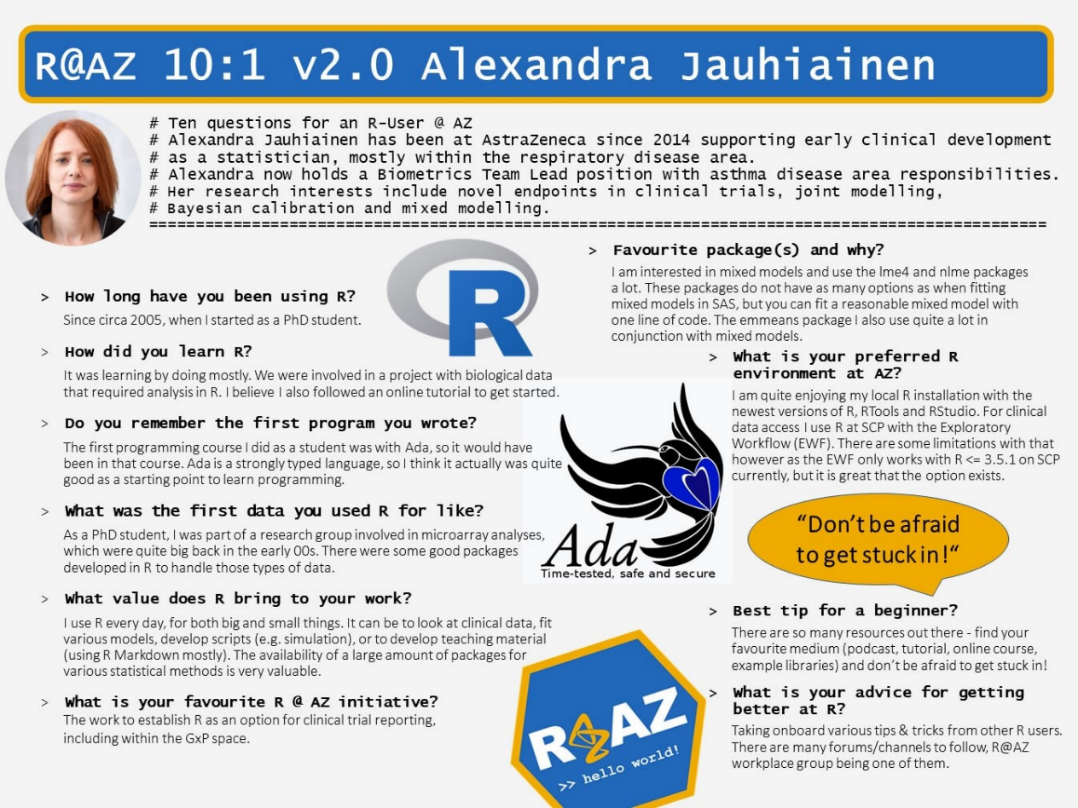 R@AZ 10:1 v2.0 Alexandra Jauhiainen
# Ten questions for an R-User @ AZ
# Alexandra Jauhiainen has been at AstraZeneca since 2014 supporting early clinical development
# as a statistician, mostly within the respiratory disease area.
# Alexandra now holds a Biometrics Team Lead position with asthma disease area responsibilities.
# Her research interests include novel endpoints in clinical trials, joint modelling,
# Bayesian calibration and mixed modelling.
=================================================================================================
R
> How long have you been using R?
Since circa 2005, when I started as a PhD student.
> How did you learn R?
It was learning by doing mostly. We were involved in a project with biological data
that required analysis in R. I believe I also followed an online tutorial to get started.
> Do you remember the first program you wrote?
The first programming course I did as a student was with Ada, so it would have
been in that course. Ada is a strongly typed language, so I think it actually was quite
good as a starting point to learn programming.
> What was the first data you used R for like?
As a PhD student, I was part of a research group involved in microarray analyses,
which were quite big back in the early 00s. There were some good packages
developed in R to handle those types of data.
> What value does R bring to your work?
I use R every day, for both big and small things. It can be to look at clinical data, fit
various models, develop scripts (e.g. simulation), or to develop teaching material
(using R Markdown mostly). The availability of a large amount of packages for
various statistical methods is very valuable.
> What is your favourite R @ AZ initiative?
The work to establish R as an option for clinical trial reporting,
including within the GxP space.
Ada
Time-tested, safe and secure
R AZ
>> hello world!
> Favourite package(s) and why?
I am interested in mixed models and use the lme4 and nlme packages
a lot. These packages do not have as many options as when fitting
mixed models in SAS, but you can fit a reasonable mixed model with
one line of code. The emmeans package I also use quite a lot in
conjunction with mixed models.
> What is your preferred R
environment at AZ?
I am quite enjoying my local R installation with the
newest versions of R, RTools and RStudio. For clinical
data access I use R at SCP with the Exploratory
Workflow (EWF). There are some limitations with that
however as the EWF only works with R <= 3.5.1 on SCP
currently, but it is great that the option exists.
“Don’t be afraid
to get stuck in!“
> Best tip for a beginner?
There are so many resources out there - find your
favourite medium (podcast, tutorial, online course,
example libraries) and don’t be afraid to get stuck in!
> What is your advice for getting
better at R?
Taking onboard various tips & tricks from other R users.
There are many forums/channels to follow, R@AZ
workplace group being one of them.